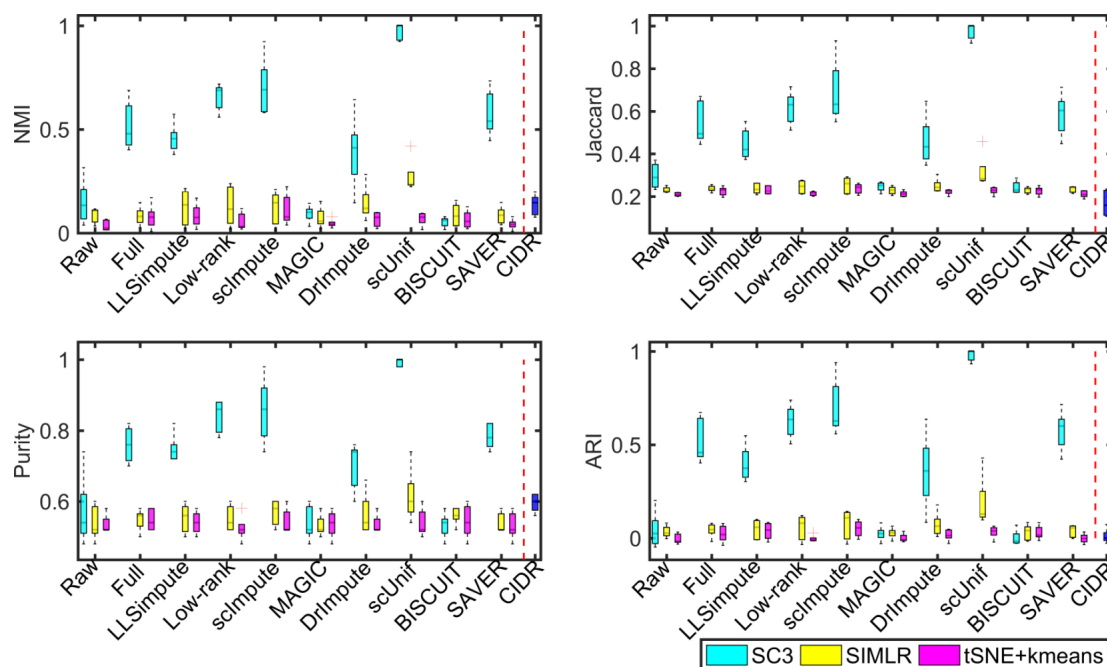 1
0.5
0
NMI
Raw
Full
LLSimpute
Low-rank
scImpute
MAGIC
DrImpute
scUnif
BISCUIT
SAVER
CIDR
1
0.8
0.6
0.4
0.2
Jaccard
Raw
Full
LLSimpute
Low-rank
scImpute
MAGIC
DrImpute
scUnif
BISCUIT
SAVER
CIDR
1
0.8
0.6
Purity
Raw
Full
LLSimpute
Low-rank
scImpute
MAGIC
DrImpute
scUnif
BISCUIT
SAVER
CIDR
1
0.5
0
ARI
Raw
Full
LLSimpute
Low-rank
scImpute
MAGIC
DrImpute
scUnif
BISCUIT
SAVER
CIDR
SC3 SIMLR tSNE+kmeans